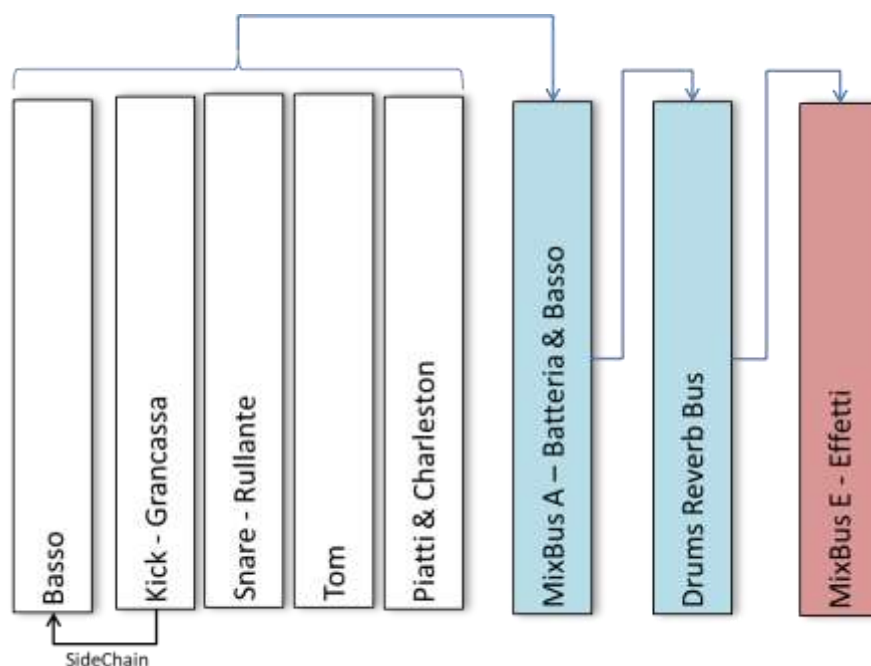 Basso
Kick - Grancassa
Snare - Rullante
Tom
Piatti & Charleston
MixBus A – Batteria & Basso
Drums Reverb Bus
MixBus E - Effetti
SideChain